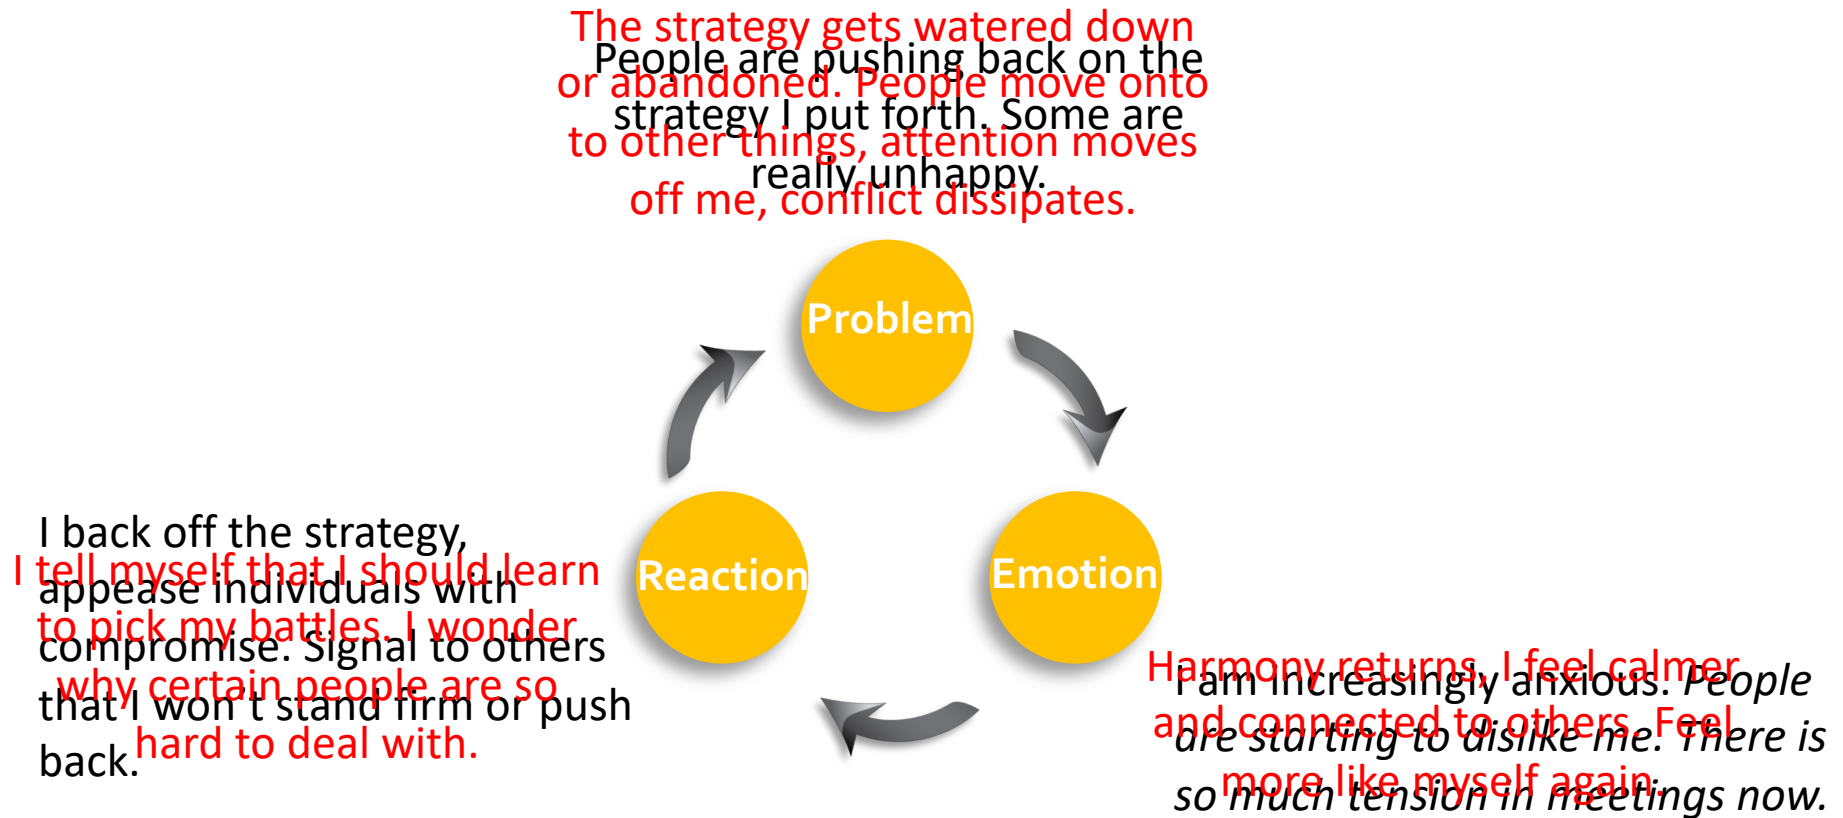 The strategy gets watered down
or abandoned. People move onto
to other things, attention moves
off me, conflict dissipates.
People are pushing back on the
strategy I put forth. Some are
really unhappy.
Problem
Reaction
Emotion
I back off the strategy,
appease individuals with
compromise. Signal to others
that I won't stand firm or push
back.
I tell myself that I should learn
to pick my battles. I wonder
why certain people are so
hard to deal with.
Harmony returns, I feel calmer
and connected to others. Feel
more like myself again.
I am increasingly anxious. People
are starting to dislike me. There is
so much tension in meetings now.